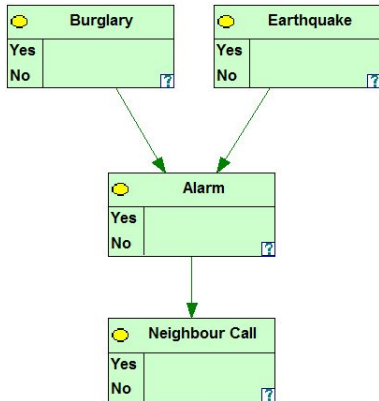 Burglary
Yes
No
?
Earthquake
Yes
No
?
Alarm
Yes
No
?
Neighbour Call
Yes
No
?